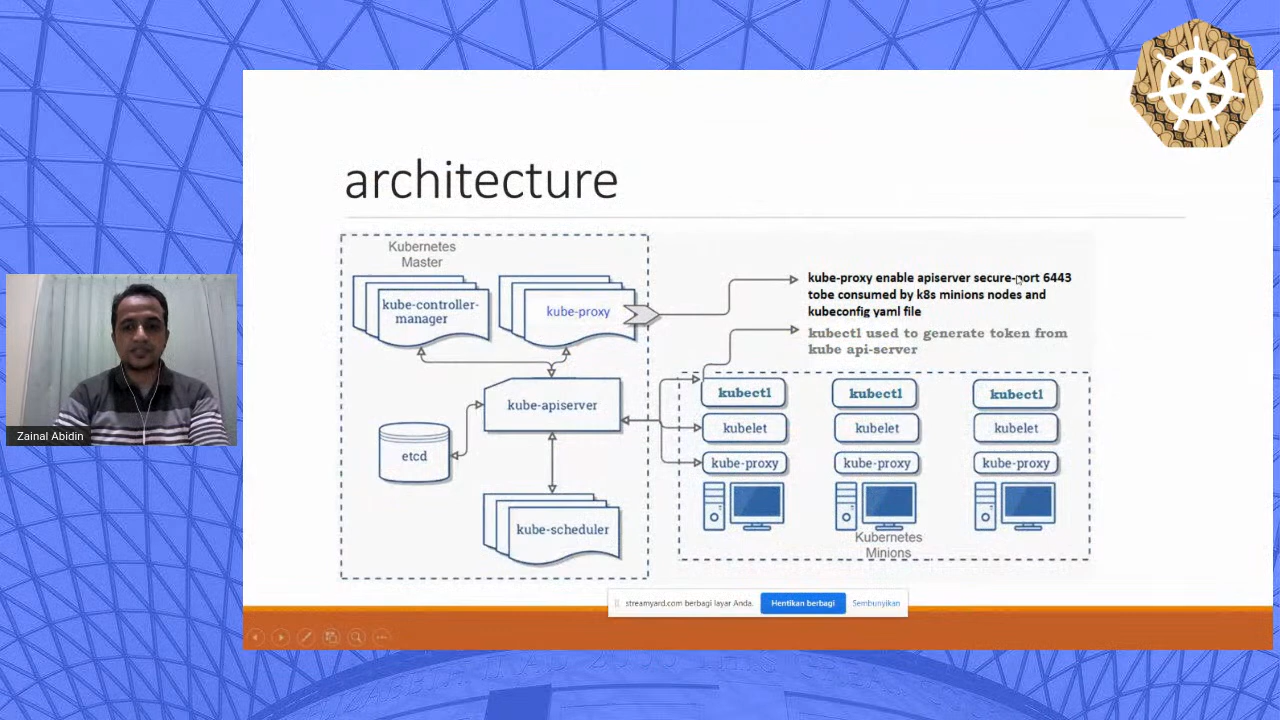 architecture
Kubernetes
Master
kube-controller-
manager
kube-proxy
kube-proxy enable apiserver secure-port 6443
tobe consumed by k8s minions nodes and
kubeconfig yaml file
kubectl used to generate token from
kube api-server
kube-apiserver
etcd
kube-scheduler
kubectl
kubectl
kubectl
kubelet
kubelet
kubelet
kube-proxy
kube-proxy
kube-proxy
Kubernetes
Minions
Zainal Abidin
streamyard.com berbagi layar Anda.
Hentikan berbagi
Sembunyikan